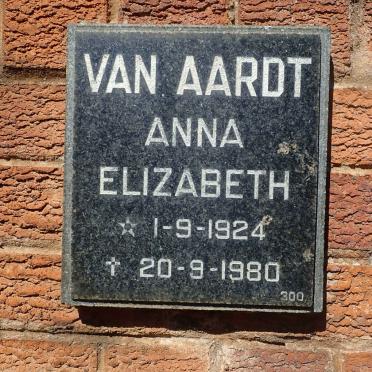 VAN AARDT
ANNA
ELIZABETH
☆ 1-9-1924
✝ 20-9-1980
300